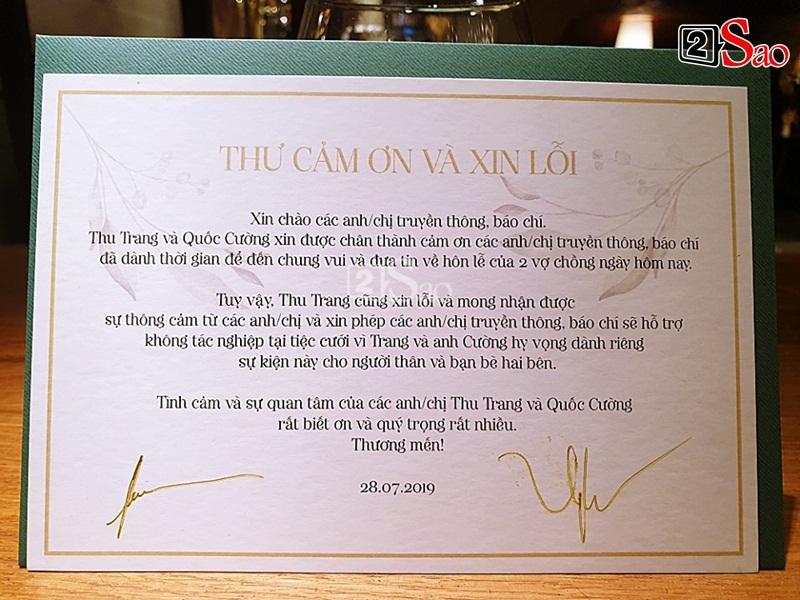 2Sao
THƯ CẢM ƠN VÀ XIN LỖI
Xin chào các anh/chị truyền thông, báo chí.
Thu Trang và Quốc Cường xin được chân thành cảm ơn các anh/chị truyền thông, báo chí
đã dành thời gian để đến chung vui và đưa tin về hôn lễ của 2 vợ chồng ngày hôm nay.
2Sao
Tuy vậy, Thu Trang cũng xin lỗi và mong nhận được
sự thông cảm từ các anh/chị và xin phép các anh/chị truyền thông, báo chí sẽ hỗ trợ
không tác nghiệp tại tiệc cưới vì Trang và anh Cường hy vọng dành riêng
sự kiện này cho người thân và bạn bè hai bên.
Tình cảm và sự quan tâm của các anh/chị Thu Trang và Quốc Cường
rất biết ơn và quý trọng rất nhiều.
Thương mến!
28.07.2019